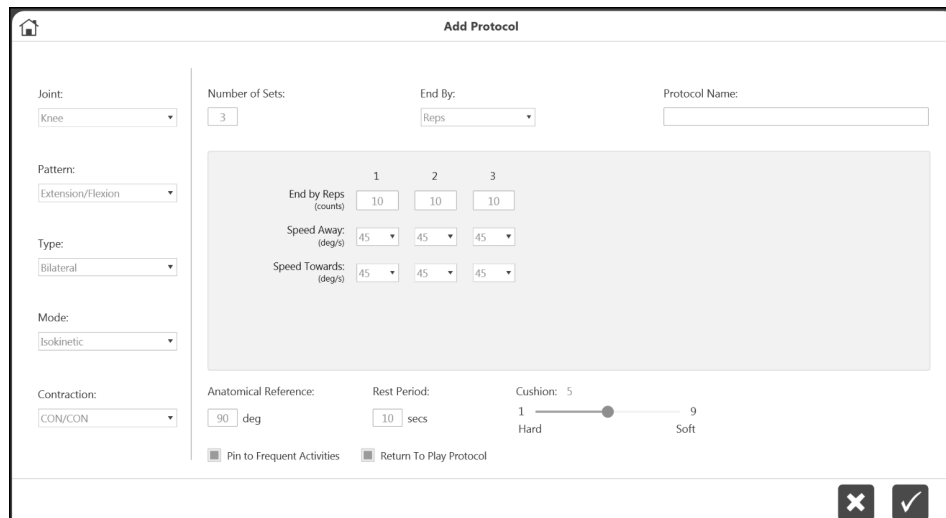 Add Protocol
Joint:
Knee
Pattern:
Extension/Flexion
Type:
Bilateral
Mode:
Isokinetic
Contraction:
CON/CON
Number of Sets:
3
End By:
Reps
Protocol Name:
1 2 3
End by Reps 10 10 10
(counts)
Speed Away: 45 45 45
(deg/s)
Speed Towards: 45 45 45
(deg/s)
Anatomical Reference:
90 deg
Rest Period:
10 secs
Cushion: 5
1 9
Hard Soft
Pin to Frequent Activities
Return To Play Protocol